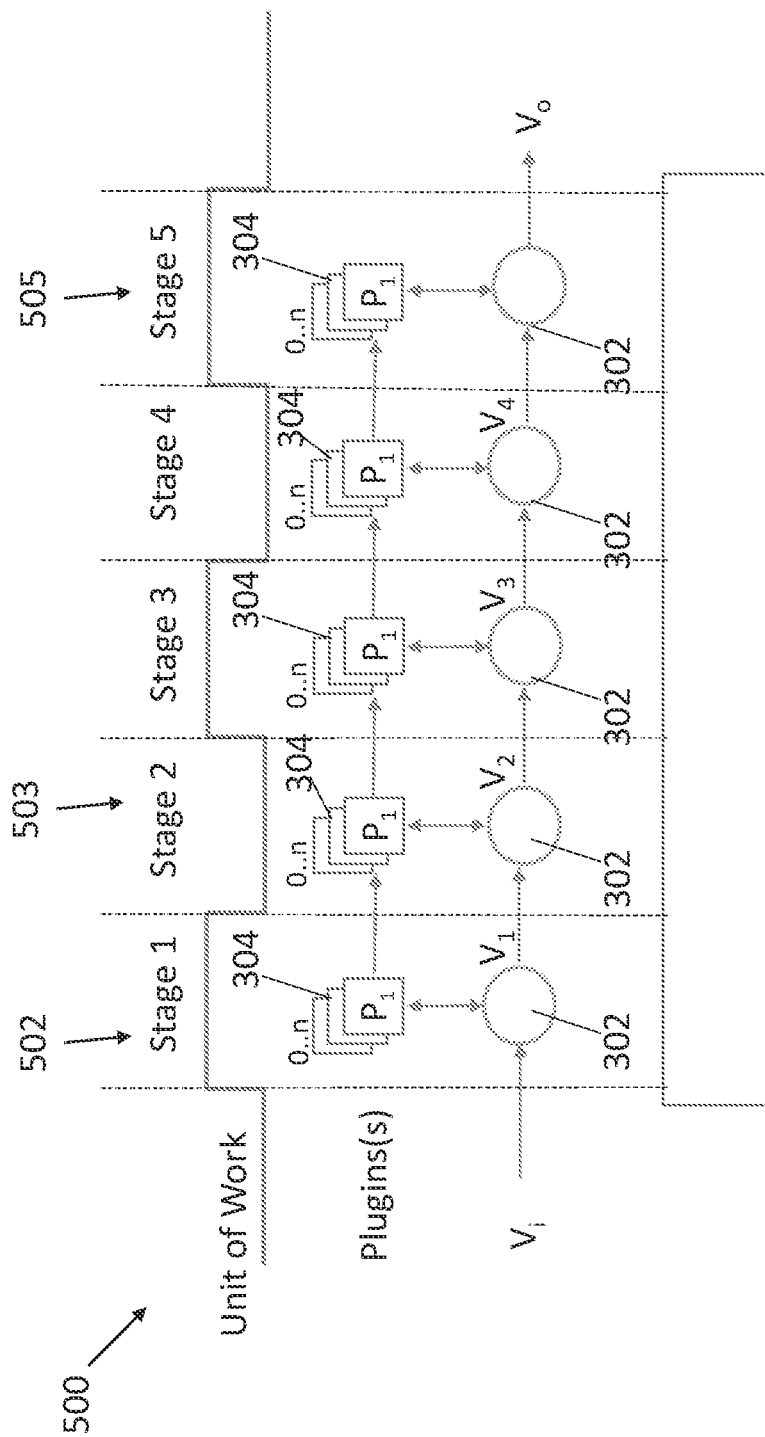 500
502
503
505
Stage 1
Stage 2
Stage 3
Stage 4
Stage 5
Unit of Work
Plugins(s)
0..n
304
P₁
0..n
304
P₁
0..n
304
P₁
0..n
304
P₁
0..n
304
P₁
Vᵢ
V₁
V₂
V₃
V₄
Vₒ
302
302
302
302
302